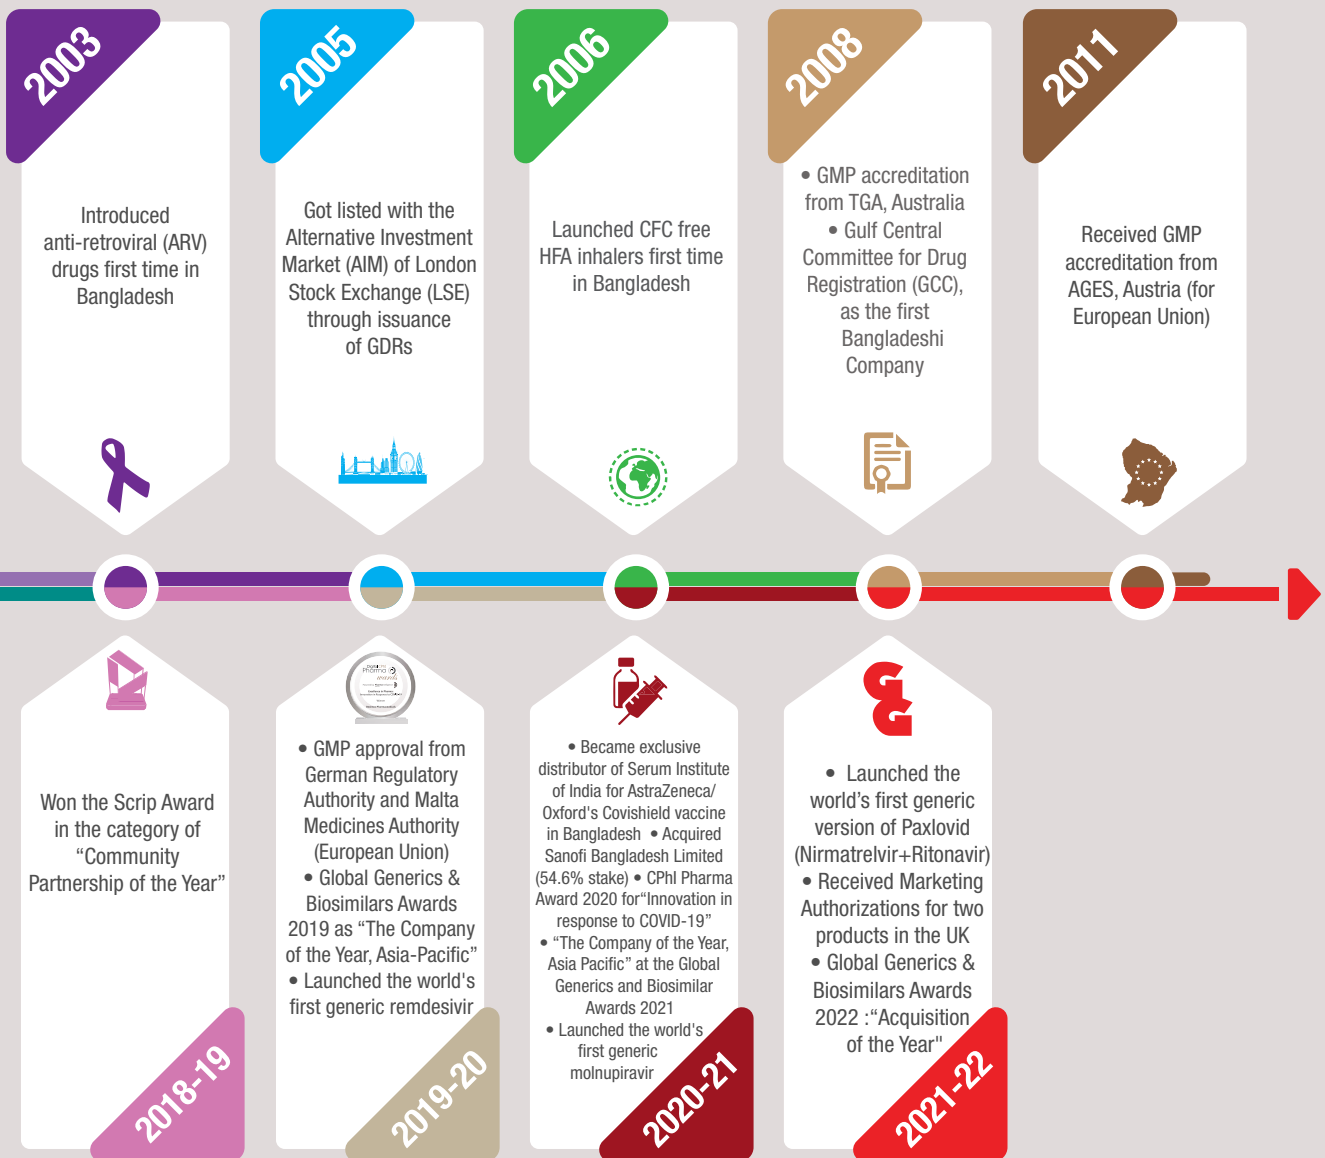 2003
Introduced
anti-retroviral (ARV)
drugs first time in
Bangladesh
2005
Got listed with the
Alternative Investment
Market (AIM) of London
Stock Exchange (LSE)
through issuance
of GDRs
2006
Launched CFC free
HFA inhalers first time
in Bangladesh
2008
• GMP accreditation
from TGA, Australia
• Gulf Central
Committee for Drug
Registration (GCC),
as the first
Bangladeshi
Company
2011
Received GMP
accreditation from
AGES, Austria (for
European Union)
Won the Scrip Award
in the category of
“Community
Partnership of the Year”
2018-19
Pharma
• GMP approval from
German Regulatory
Authority and Malta
Medicines Authority
(European Union)
• Global Generics &
Biosimilars Awards
2019 as “The Company
of the Year, Asia-Pacific”
• Launched the world's
first generic remdesivir
2019-20
• Became exclusive
distributor of Serum Institute
of India for AstraZeneca/
Oxford's Covishield vaccine
in Bangladesh • Acquired
Sanofi Bangladesh Limited
(54.6% stake) • CPhI Pharma
Award 2020 for“Innovation in
response to COVID-19”
• “The Company of the Year,
Asia Pacific” at the Global
Generics and Biosimilar
Awards 2021
• Launched the world's
first generic
molnupiravir
2020-21
• Launched the
world’s first generic
version of Paxlovid
(Nirmatrelvir+Ritonavir)
• Received Marketing
Authorizations for two
products in the UK
• Global Generics &
Biosimilars Awards
2022 :“Acquisition
of the Year"
2021-22